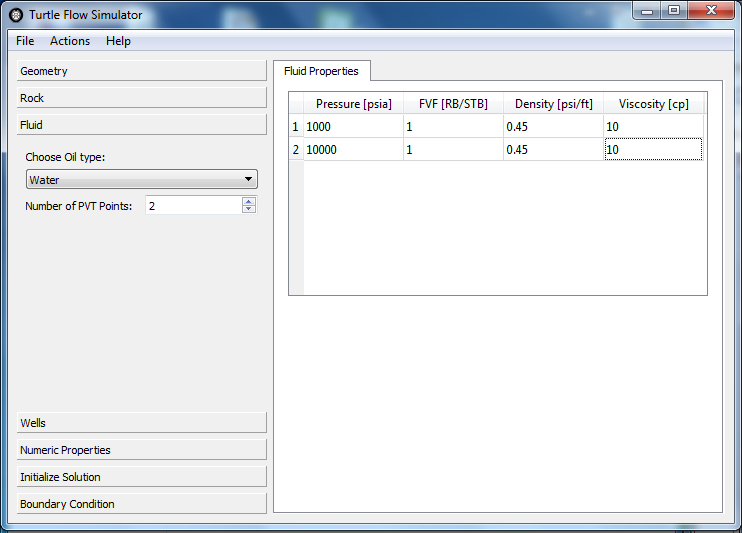 Turtle Flow Simulator
File Actions Help
Geometry
Rock
Fluid
Choose Oil type:
Water
Number of PVT Points: 2
Wells
Numeric Properties
Initialize Solution
Boundary Condition
Fluid Properties
Pressure [psia] FVF [RB/STB] Density [psi/ft] Viscosity [cp]
1 1000 1 0.45 10
2 10000 1 0.45 10